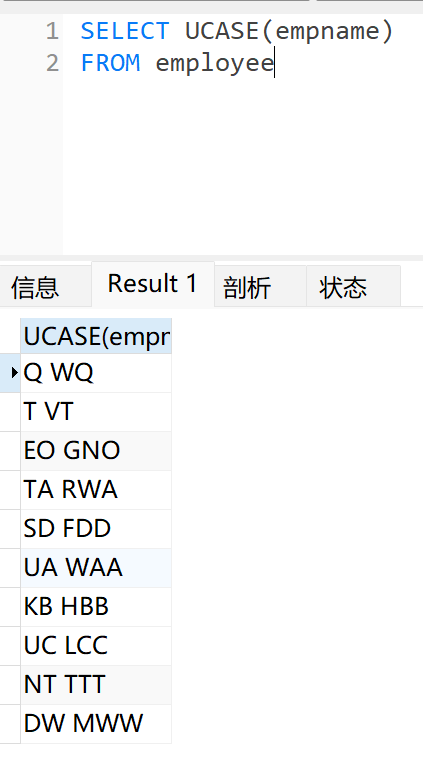 1 SELECT UCASE(empname)
2 FROM employee
信息 Result 1 剖析 状态
UCASE(empr
Q WQ
T VT
EO GNO
TA RWA
SD FDD
UA WAA
KB HBB
UC LCC
NT TTT
DW MWW